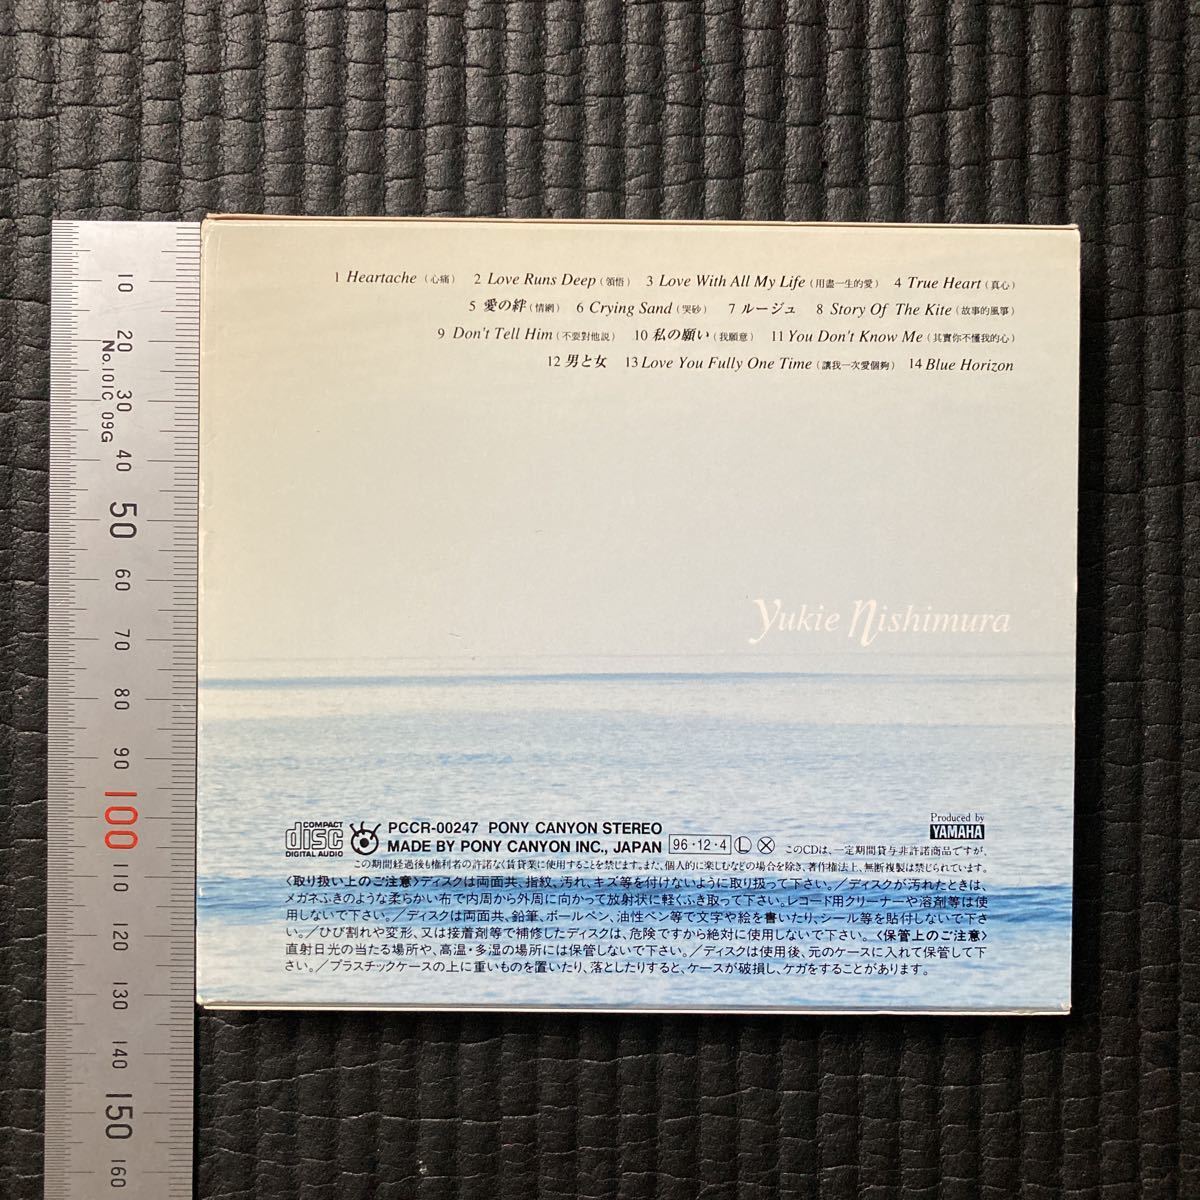 1 Heartache（心痛） 2 Love Runs Deep（領悟） 3 Love With All My Life（用盡一生的愛） 4 True Heart（真心）
5 愛の絆（情網） 6 Crying Sand（哭砂） 7 ルージュ 8 Story Of The Kite（故事的風箏）
9 Don't Tell Him（不要對他説） 10 私の願い（我願意） 11 You Don't Know Me（其實你不懂我的心）
12 男と女 13 Love You Fully One Time（讓我一次愛個夠） 14 Blue Horizon
Yukie Nishimura
COMPACT disc DIGITAL AUDIO
PCCR-00247 PONY CANYON STEREO
MADE BY PONY CANYON INC., JAPAN 96・12・4 L X
Produced by
YAMAHA
このCDは、一定期間貸与非許諾商品ですが、
この期間経過後も権利者の許諾なく賃貸業に使用することを禁じます。また、個人的に楽しむなどの場合を除き、著作権法上、無断複製は禁じられています。
〈取り扱い上のご注意〉ディスクは両面共、指紋、汚れ、キズ等を付けないように取り扱って下さい。／ディスクが汚れたときは、
メガネふきのような柔らかい布で内周から外周に向かって放射状に軽くふき取って下さい。レコード用クリーナーや溶剤等は使
用しないで下さい。／ディスクは両面共、鉛筆、ボールペン、油性ペン等で文字や絵を書いたり、シール等を貼付しないで下さ
い。／ひび割れや変形、又は接着剤等で補修したディスクは、危険ですから絶対に使用しないで下さい。〈保管上のご注意〉
直射日光の当たる場所や、高温・多湿の場所には保管しないで下さい。／ディスクは使用後、元のケースに入れて保管して下
さい。／プラスチックケースの上に重いものを置いたり、落としたりすると、ケースが破損し、ケガをすることがあります。
10
20
No.101C 09G
30
40
50
60
70
80
90
100
110
120
130
140
150
160